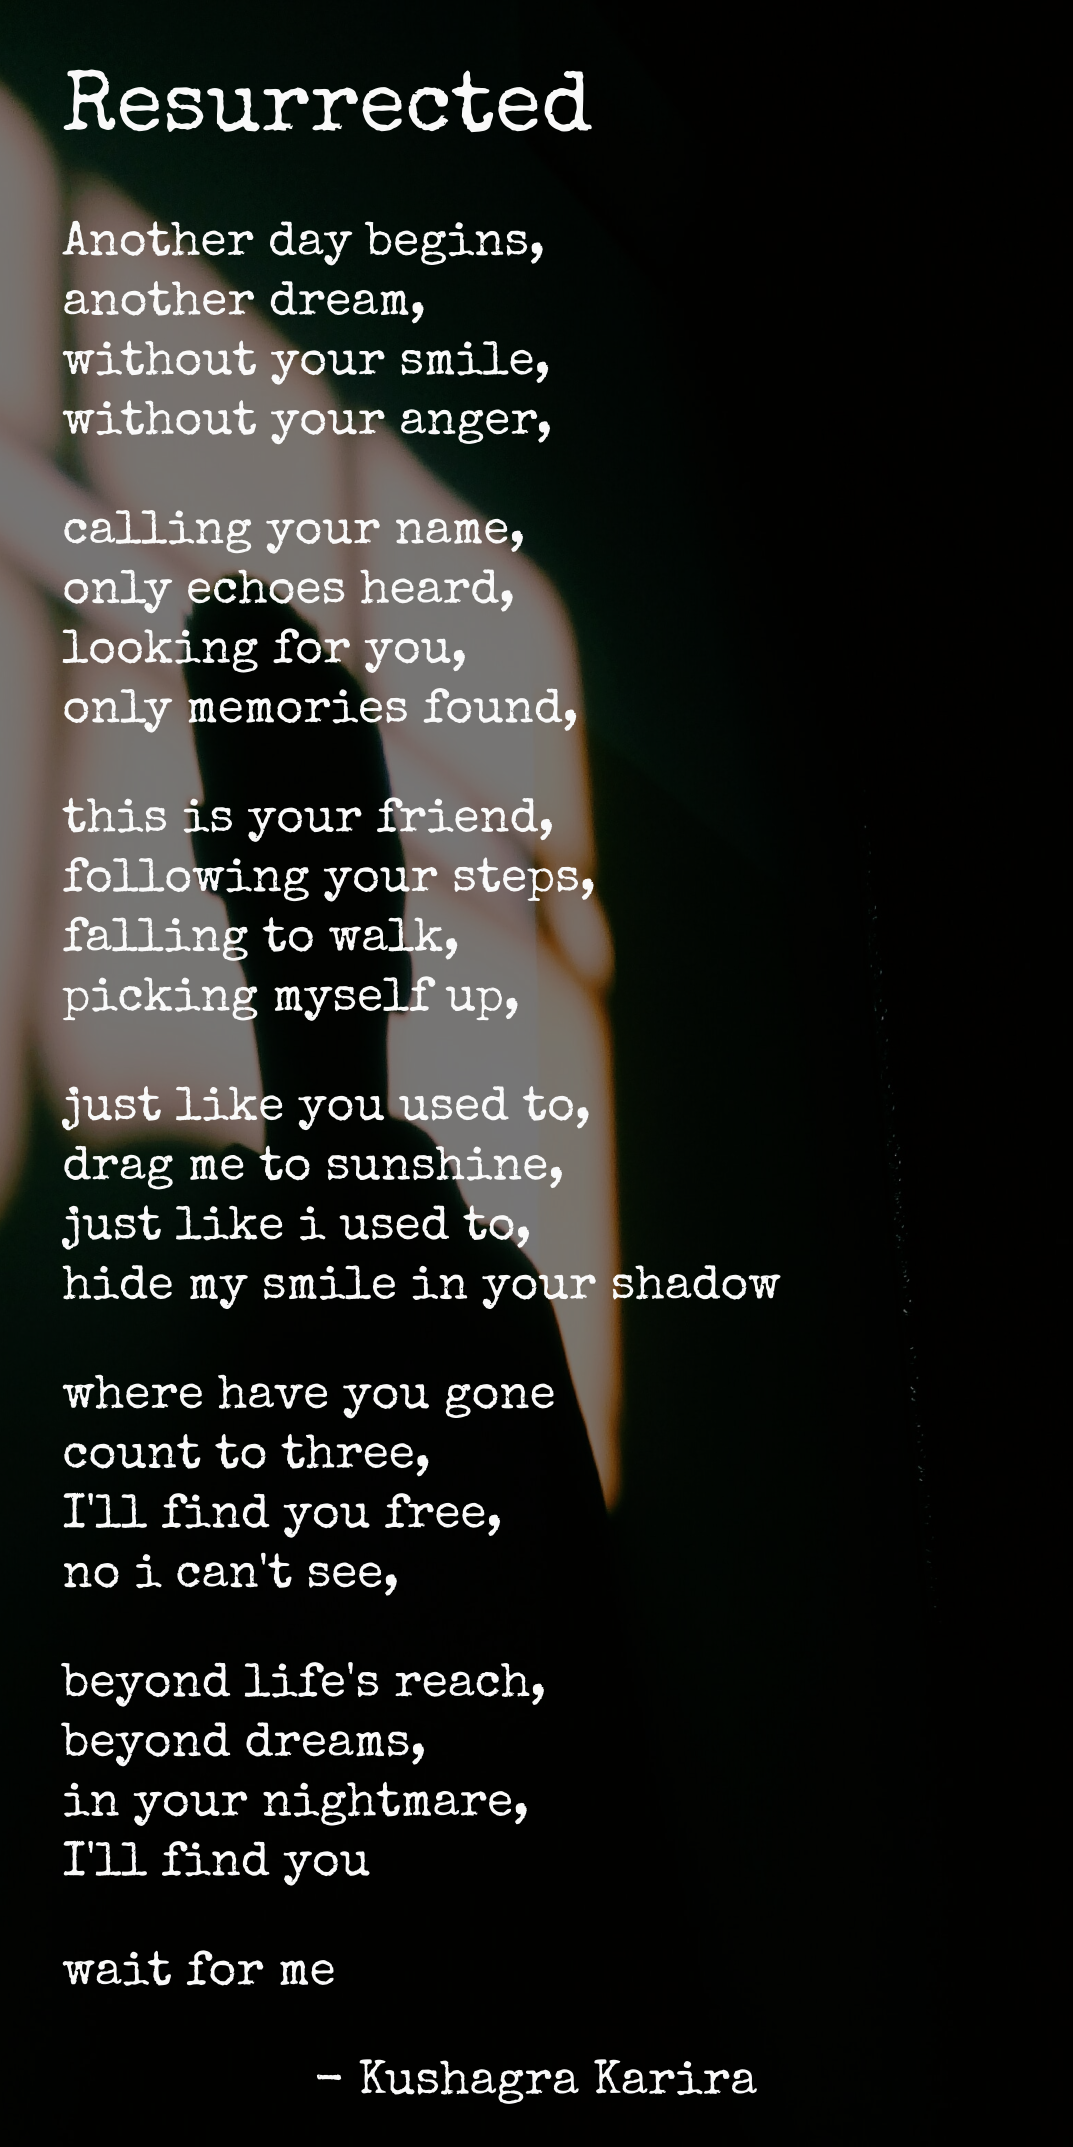 Resurrected
Another day begins,
another dream,
without your smile,
without your anger,
calling your name,
only echoes heard,
looking for you,
only memories found,
this is your friend,
following your steps,
falling to walk,
picking myself up,
just like you used to,
drag me to sunshine,
just like i used to,
hide my smile in your shadow
where have you gone
count to three,
I'll find you free,
no i can't see,
beyond life's reach,
beyond dreams,
in your nightmare,
I'll find you
wait for me
- Kushagra Karira